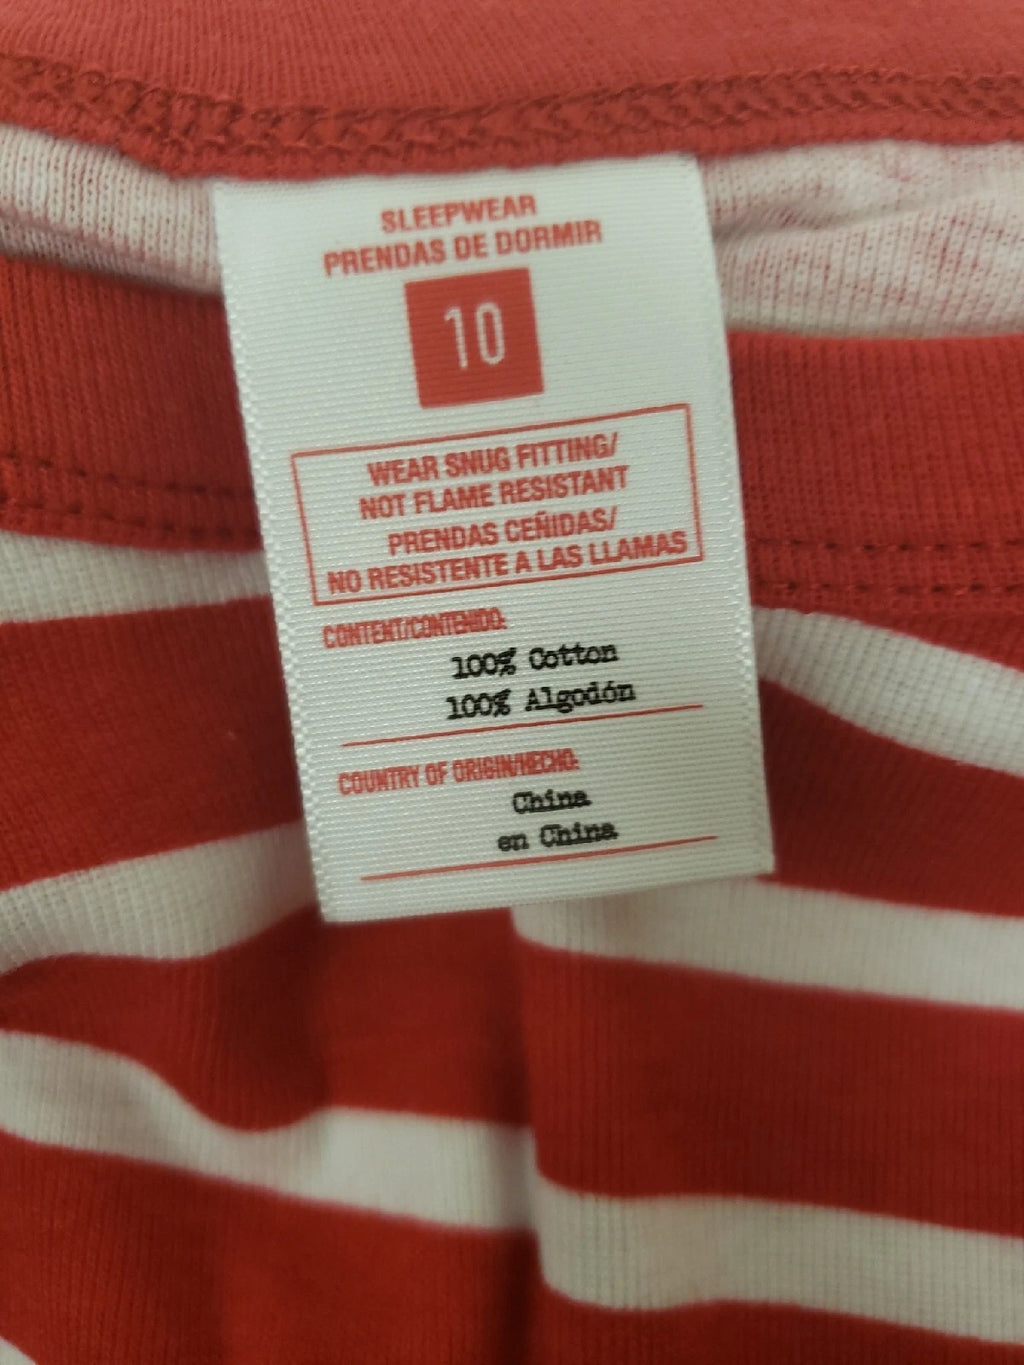 SLEEPWEAR
PRENDAS DE DORMIR
10
WEAR SNUG FITTING/
NOT FLAME RESISTANT
PRENDAS CEÑIDAS/
NO RESISTENTE A LAS LLAMAS
CONTENT/CONTENIDO:
100% Cotton
100% Algodón
COUNTRY OF ORIGIN/HECHO:
China
en China